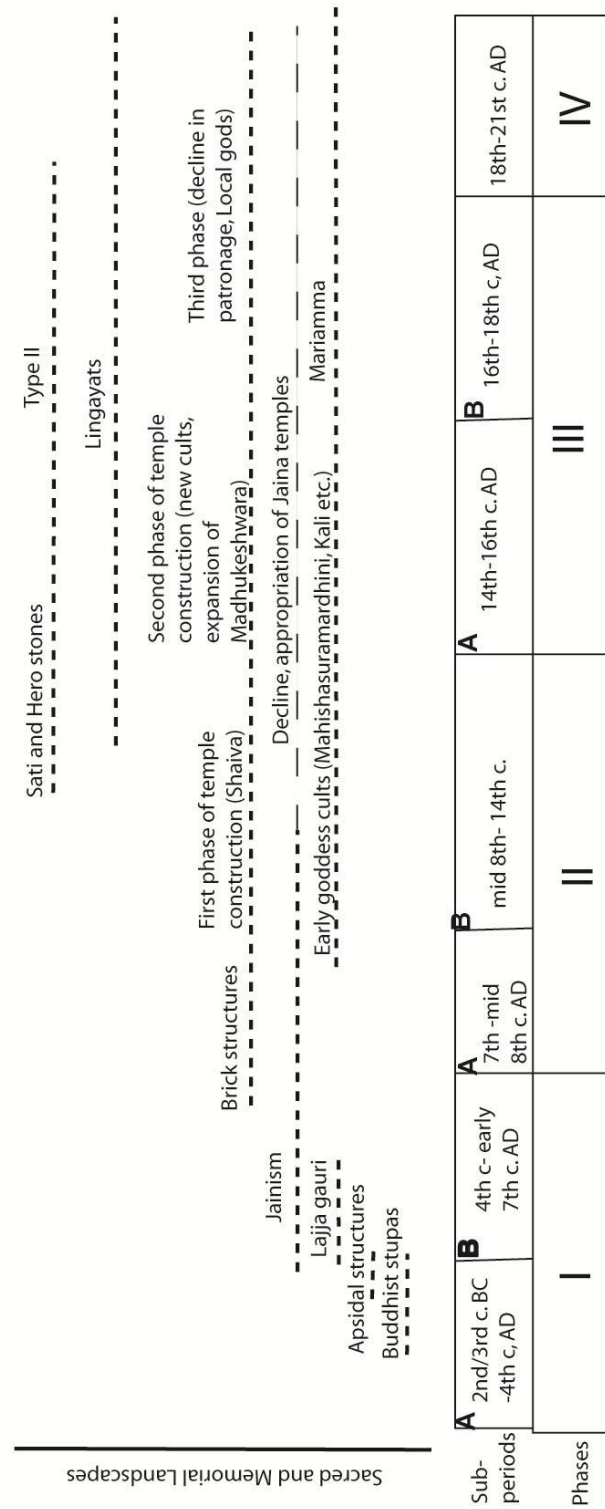 Sacred and Memorial Landscapes
Sati and Hero stones
Type II
Lingayats
Brick structures
First phase of temple
construction (Shaiva)
Second phase of temple
construction (new cults,
expansion of
Madhukeshwara)
Third phase (decline in
patronage, Local gods)
Jainism
Decline, appropriation of Jaina temples
Lajja gauri
Early goddess cults (Mahishasuramardhini, Kali etc.)
Mariamma
Apsidal structures
Buddhist stupas
Sub-
periods
A
2nd/3rd c. BC
-4th c, AD
B
4th c- early
7th c. AD
A
7th -mid
8th c. AD
B
mid 8th- 14th c.
A
14th-16th c. AD
B
16th-18th c, AD
18th-21st c. AD
Phases
I
II
III
IV